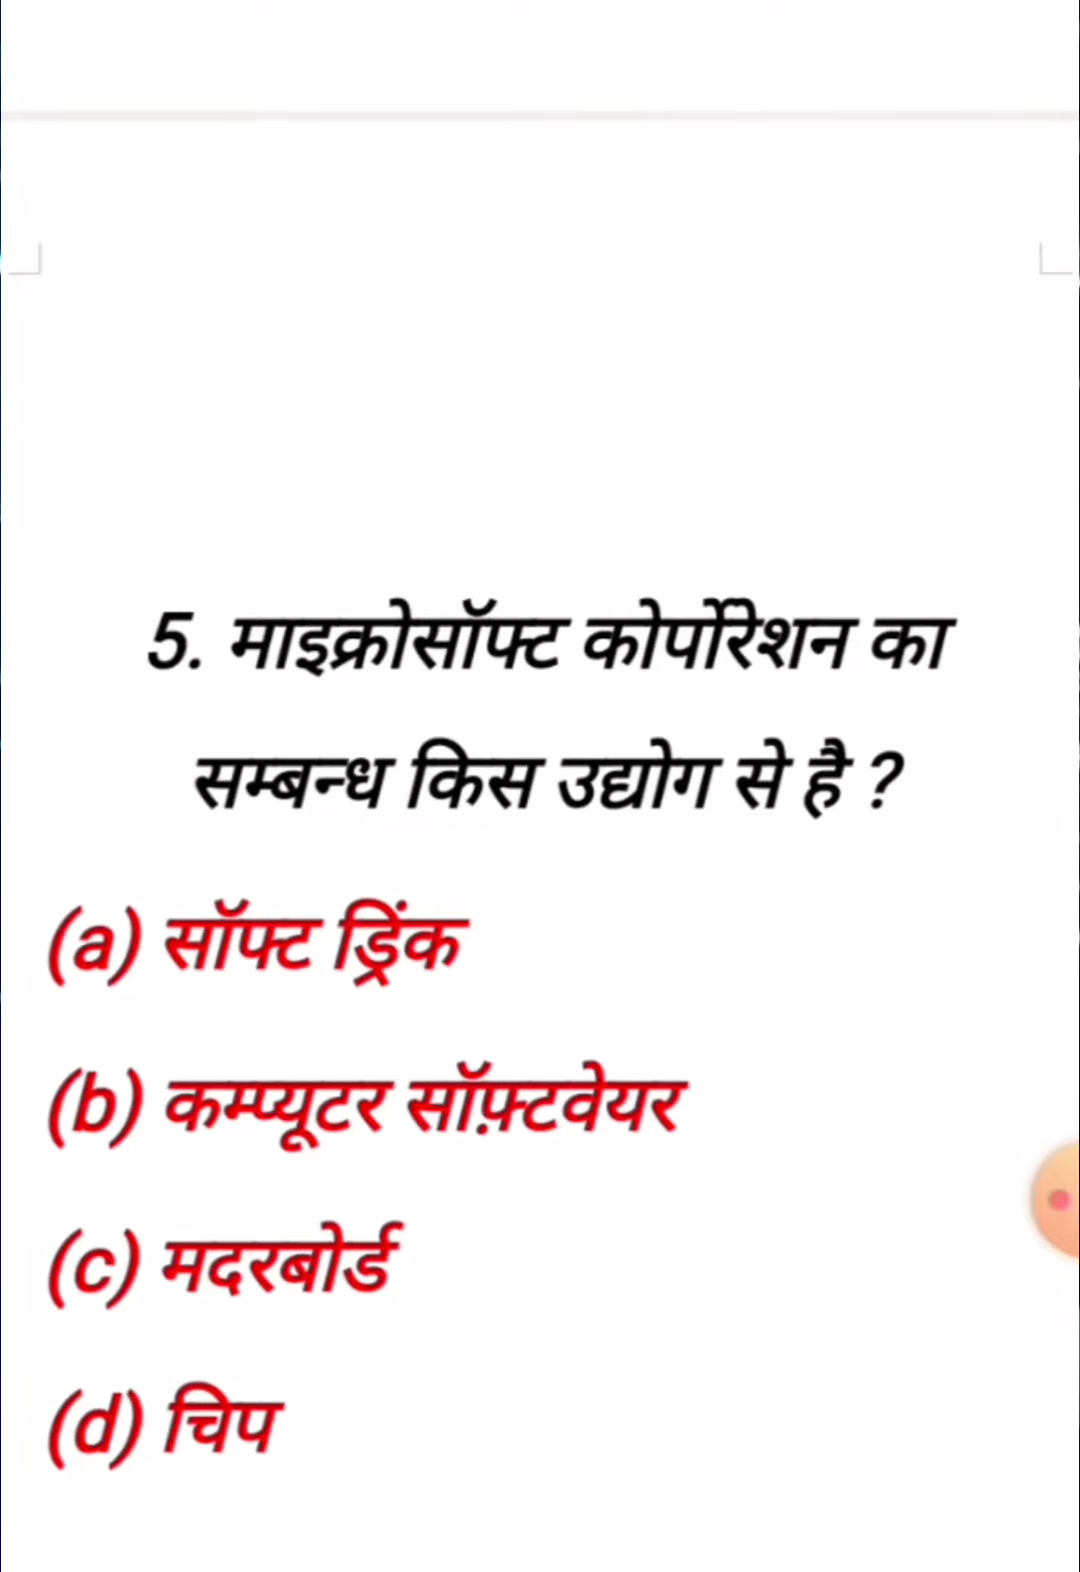 5. माइक्रोसॉफ्ट कोर्पोरेशन का
सम्बन्ध किस उद्योग से है ?
(a) सॉफ्ट ड्रिंक
(b) कम्प्यूटर सॉफ़्टवेयर
(c) मदरबोर्ड
(d) चिप